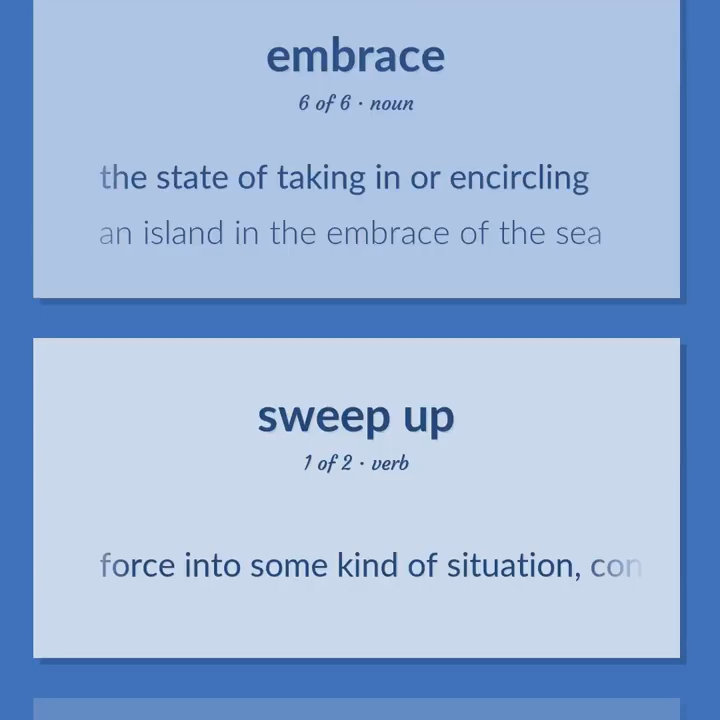 embrace
6 of 6 · noun
the state of taking in or encircling
an island in the embrace of the sea
sweep up
1 of 2 · verb
force into some kind of situation, con